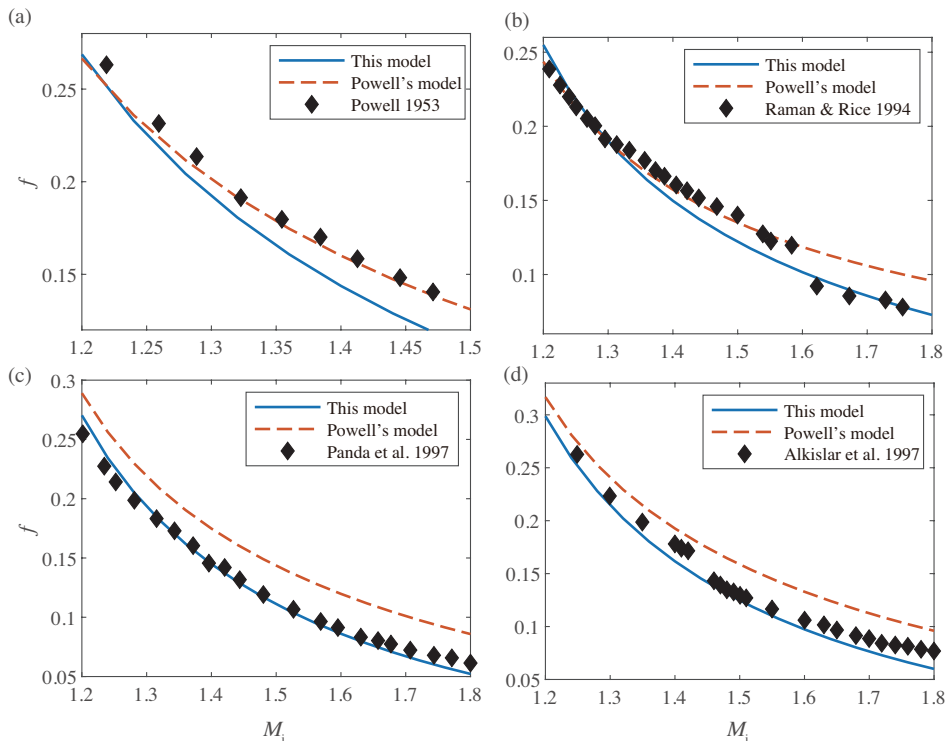 (a)
This model
Powell's model
Powell 1953
f
0.25
0.2
0.15
1.2
1.25
1.3
1.35
1.4
1.45
1.5
(b)
This model
Powell's model
Raman & Rice 1994
0.25
0.2
0.15
0.1
1.2
1.3
1.4
1.5
1.6
1.7
1.8
(c)
This model
Powell's model
Panda et al. 1997
f
0.3
0.25
0.2
0.15
0.1
0.05
1.2
1.3
1.4
1.5
1.6
1.7
1.8
Mj
(d)
This model
Powell's model
Alkislar et al. 1997
0.3
0.25
0.2
0.15
0.1
0.05
1.2
1.3
1.4
1.5
1.6
1.7
1.8
Mj